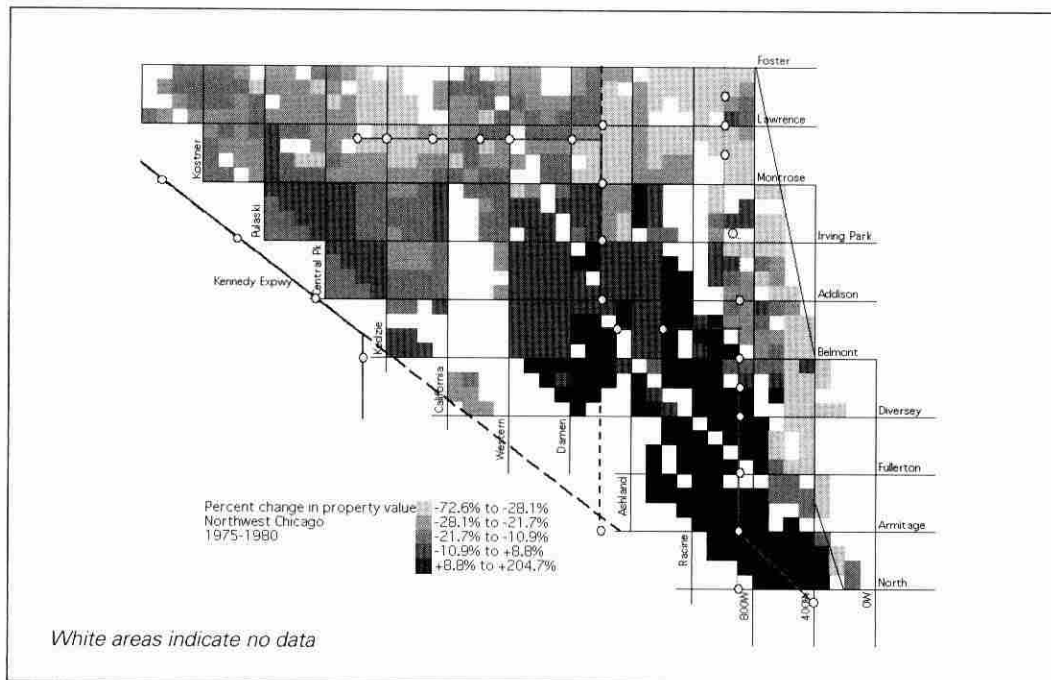 Foster
Lawrence
Kostner
Montrose
Pulaski
Irving Park
Central Pk
Kennedy Expwy
Addison
Kedzie
Belmont
California
Diversey
Western
Damen
Fullerton
Ashland
Percent change in property value
Northwest Chicago
1975-1980
-72.6% to -28.1%
-28.1% to -21.7%
-21.7% to -10.9%
-10.9% to +8.8%
+8.8% to +204.7%
Armitage
Racine
North
800W
400W
0W
White areas indicate no data